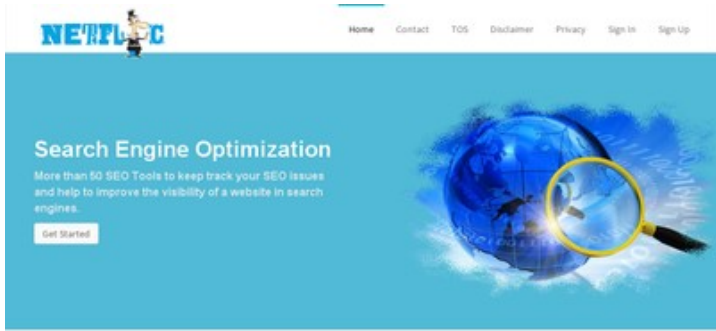 Home Contact TOS Disclaimer Privacy Sign In Sign Up
Search Engine Optimization
More than 50 SEO Tools to keep track your SEO issues
and help to improve the visibility of a website in search
engines.
Get Started